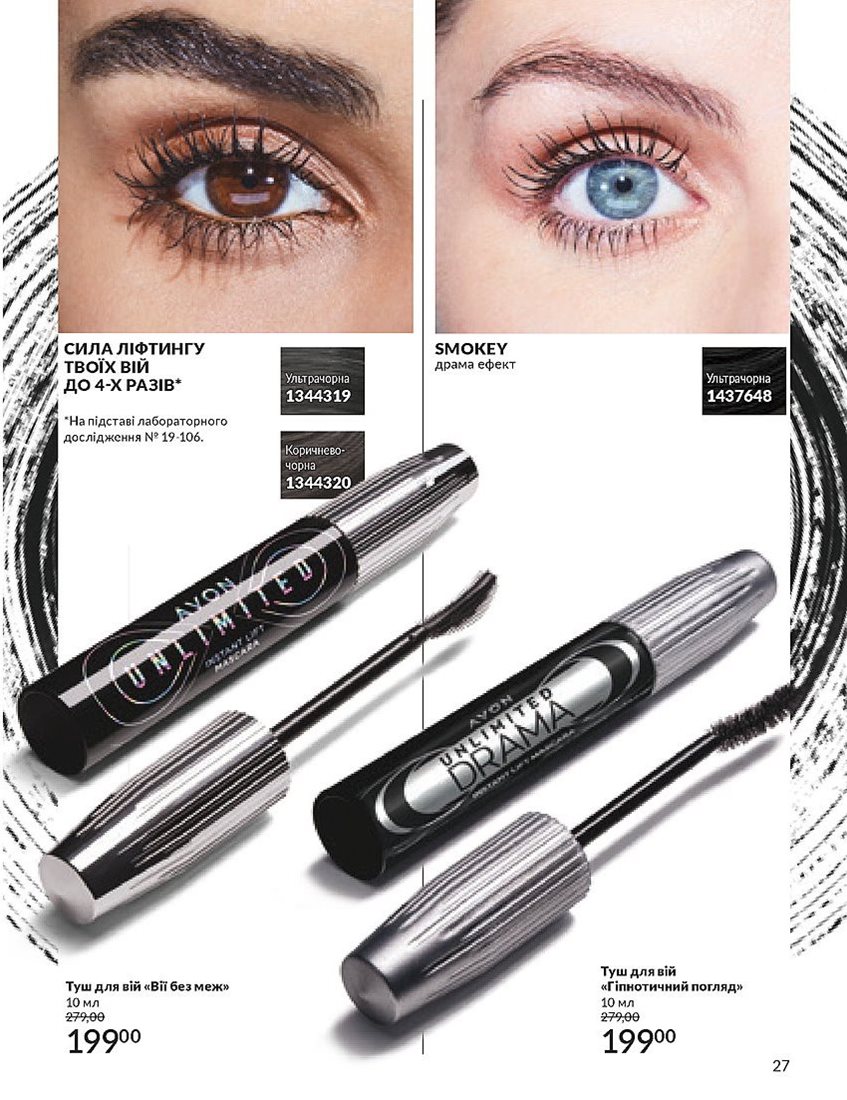 СИЛА ЛІФТИНГУ
ТВОЇХ ВІЙ
ДО 4-Х РАЗІВ*
*На підставі лабораторного
дослідження № 19-106.
Ультрачорна
1344319
Коричнево-
чорна
1344320
SMOKEY
драма ефект
Ультрачорна
1437648
AVON
UNLIMITED
INSTANT LIFT
MASCARA
AVON
UNLIMITED
DRAMA
INSTANT LIFT MASCARA
Туш для вій «Вії без меж»
10 мл
279,00
19900
Туш для вій
«Гіпнотичний погляд»
10 мл
279,00
19900
27